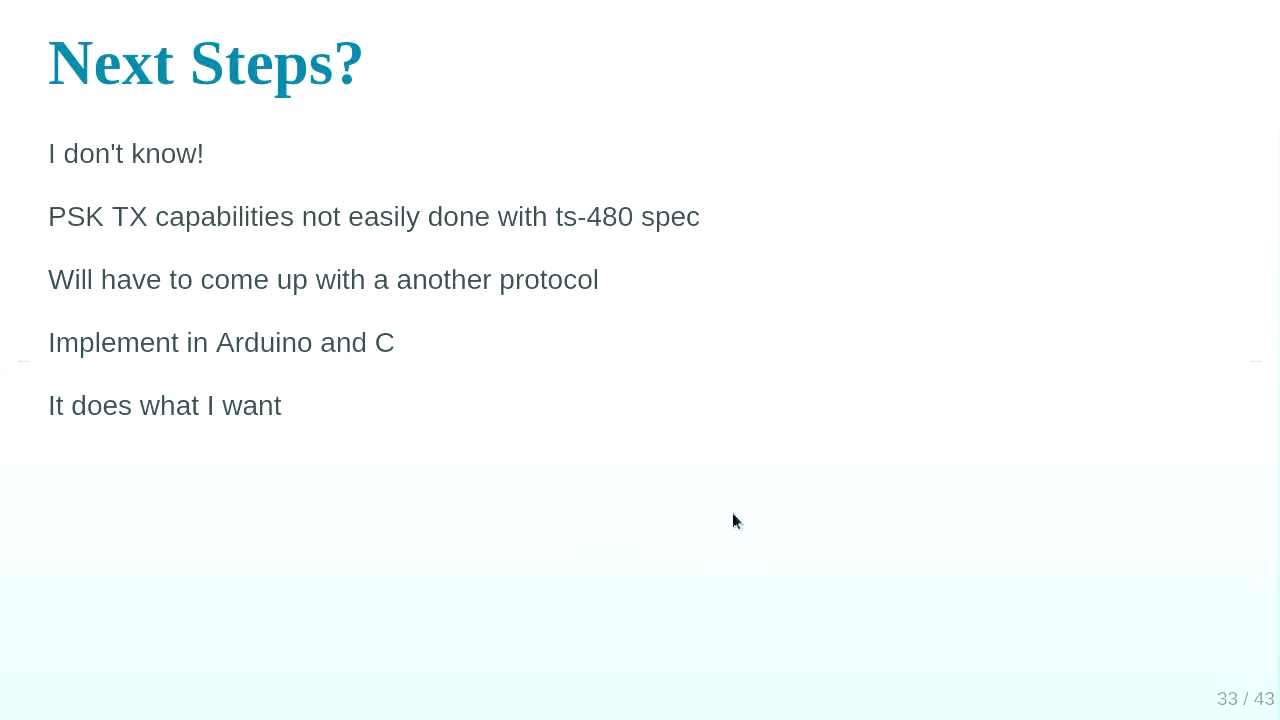 Next Steps?
I don't know!
PSK TX capabilities not easily done with ts-480 spec
Will have to come up with a another protocol
Implement in Arduino and C
It does what I want
33 / 43